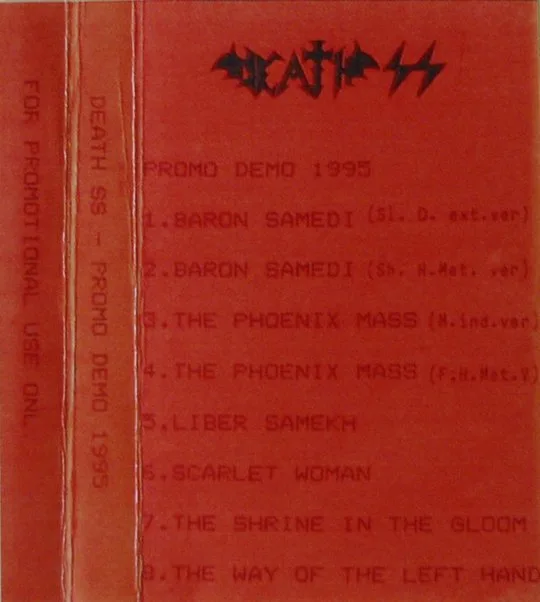 FOR PROMOTIONAL USE ONL
DEATH SS - PROMO DEMO 1995
DEATH SS
PROMO DEMO 1995
1.BARON SAMEDI (Sl. D. ext.ver)
2.BARON SAMEDI (Sh. H.Met. ver)
3.THE PHOENIX MASS (M.ind.ver)
4.THE PHOENIX MASS (F.H.Met.V)
5.LIBER SAMEKH
6.SCARLET WOMAN
7.THE SHRINE IN THE GLOOM
8.THE WAY OF THE LEFT HAND